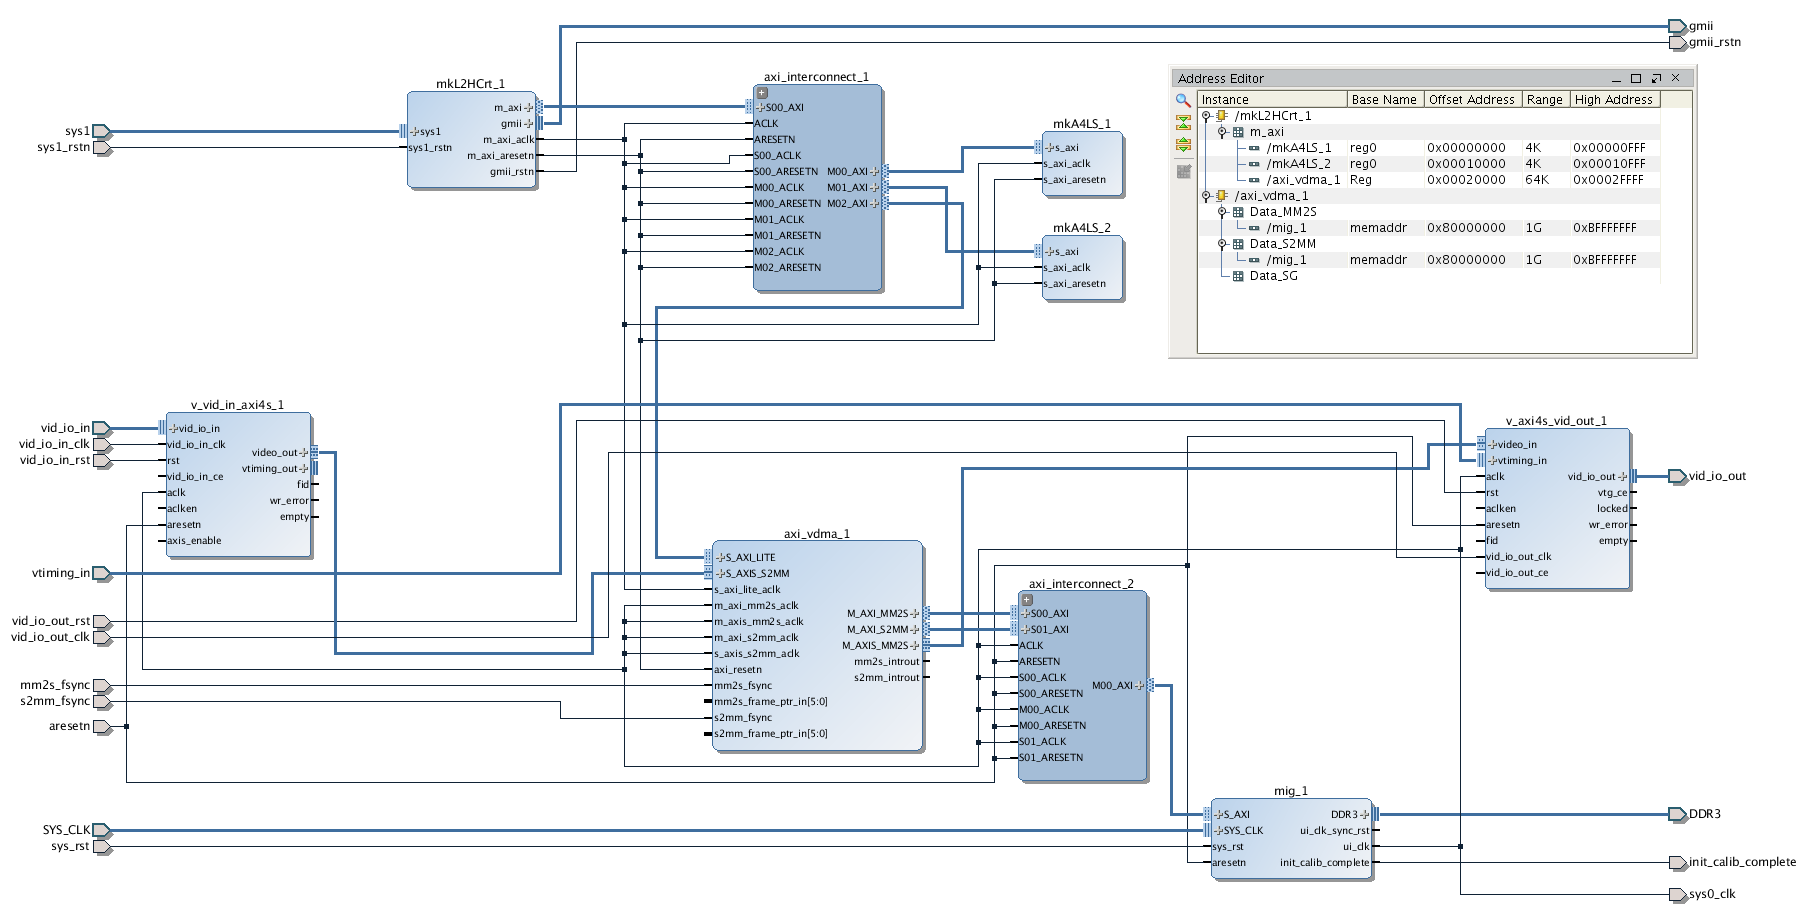 gmii
gmii_rstn
mkL2HCrt_1
m_axi
gmii
sys1
m_axi_aclk
sys1_rstn
m_axi_aresetn
gmii_rstn
sys1
sys1_rstn
axi_interconnect_1
S00_AXI
ACLK
ARESETN
S00_ACLK
S00_ARESETN
M00_AXI
M00_ACLK
M01_AXI
M00_ARESETN
M02_AXI
M01_ACLK
M01_ARESETN
M02_ACLK
M02_ARESETN
mkA4LS_1
s_axi
s_axi_aclk
s_axi_aresetn
mkA4LS_2
s_axi
s_axi_aclk
s_axi_aresetn
Address Editor
Instance Base Name Offset Address Range High Address
/mkL2HCrt_1
m_axi
/mkA4LS_1 reg0 0x00000000 4K 0x00000FFF
/mkA4LS_2 reg0 0x00010000 4K 0x00010FFF
/axi_vdma_1 Reg 0x00020000 64K 0x0002FFFF
/axi_vdma_1
Data_MM2S
/mig_1 memaddr 0x80000000 1G 0xBFFFFFFF
Data_S2MM
/mig_1 memaddr 0x80000000 1G 0xBFFFFFFF
Data_SG
v_vid_in_axi4s_1
vid_io_in
vid_io_in_clk
video_out
rst
vtiming_out
vid_io_in_ce
fid
aclk
wr_error
aclken
empty
aresetn
axis_enable
vid_io_in
vid_io_in_clk
vid_io_in_rst
vtiming_in
vid_io_out_rst
vid_io_out_clk
mm2s_fsync
s2mm_fsync
aresetn
SYS_CLK
sys_rst
axi_vdma_1
S_AXI_LITE
S_AXIS_S2MM
s_axi_lite_aclk
m_axi_mm2s_aclk
M_AXI_MM2S
m_axis_mm2s_aclk
M_AXI_S2MM
m_axi_s2mm_aclk
M_AXIS_MM2S
s_axis_s2mm_aclk
mm2s_introut
axi_resetn
s2mm_introut
mm2s_fsync
mm2s_frame_ptr_in[5:0]
s2mm_fsync
s2mm_frame_ptr_in[5:0]
axi_interconnect_2
S00_AXI
S01_AXI
ACLK
ARESETN
S00_ACLK
M00_AXI
S00_ARESETN
M00_ACLK
M00_ARESETN
S01_ACLK
S01_ARESETN
v_axi4s_vid_out_1
video_in
vtiming_in
aclk
vid_io_out
rst
vtg_ce
aclken
locked
aresetn
wr_error
fid
empty
vid_io_out_clk
vid_io_out_ce
vid_io_out
mig_1
S_AXI
DDR3
SYS_CLK
ui_clk_sync_rst
sys_rst
ui_clk
aresetn
init_calib_complete
DDR3
init_calib_complete
sys0_clk